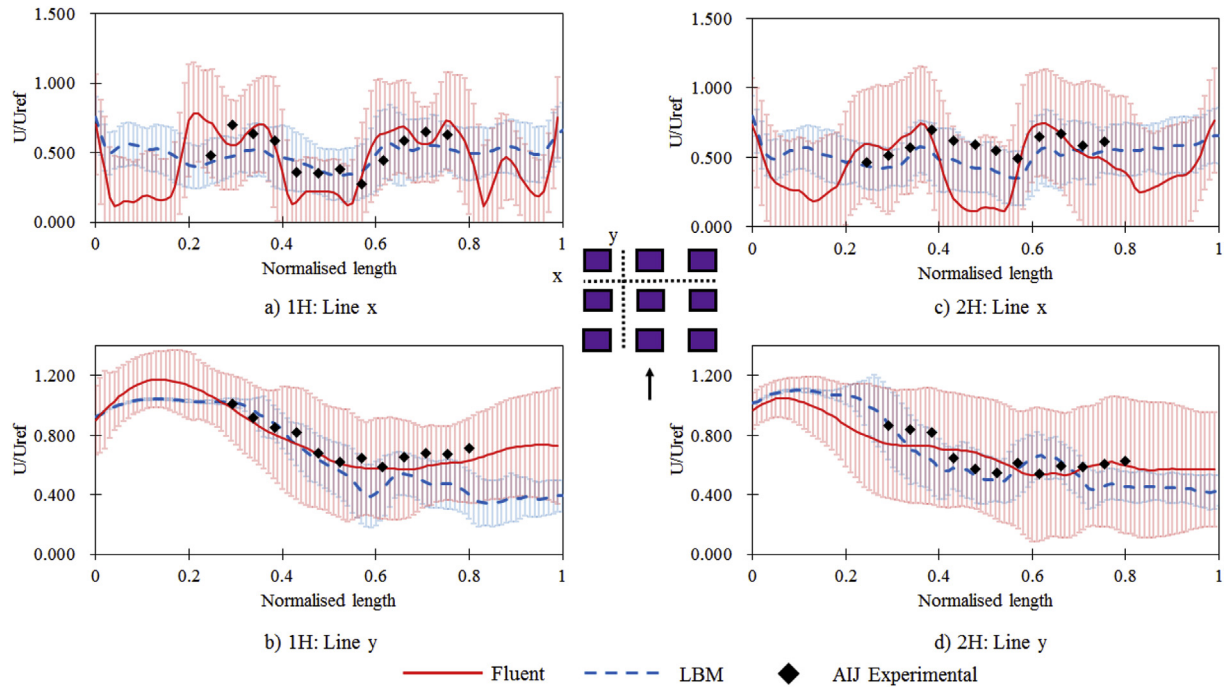 1.500
1.000
0.500
0.000
U/Uref
0 0.2 0.4 0.6 0.8 1
Normalised length
a) 1H: Line x
1.500
1.000
0.500
0.000
U/Uref
0 0.2 0.4 0.6 0.8 1
Normalised length
c) 2H: Line x
y
x
1.200
0.800
0.400
0.000
U/Uref
0 0.2 0.4 0.6 0.8 1
Normalised length
b) 1H: Line y
1.200
0.800
0.400
0.000
U/Uref
0 0.2 0.4 0.6 0.8 1
Normalised length
d) 2H: Line y
Fluent LBM AIJ Experimental